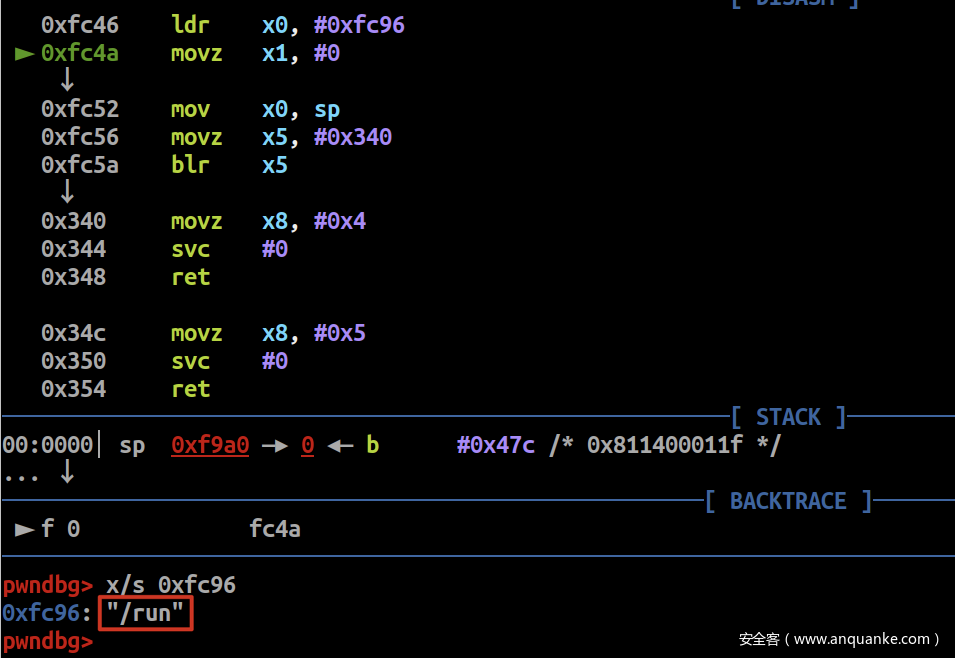 [ DISASM ]
0xfc46 ldr x0, #0xfc96
►0xfc4a movz x1, #0
↓
0xfc52 mov x0, sp
0xfc56 movz x5, #0x340
0xfc5a blr x5
↓
0x340 movz x8, #0x4
0x344 svc #0
0x348 ret
0x34c movz x8, #0x5
0x350 svc #0
0x354 ret
[ STACK ]
00:0000│ sp 0xf9a0 —► 0 ◄— b #0x47c /* 0x811400011f */
... ↓
[ BACKTRACE ]
►f 0 fc4a
pwndbg> x/s 0xfc96
0xfc96: "/run"
pwndbg>
安全客（www.anquanke.com）